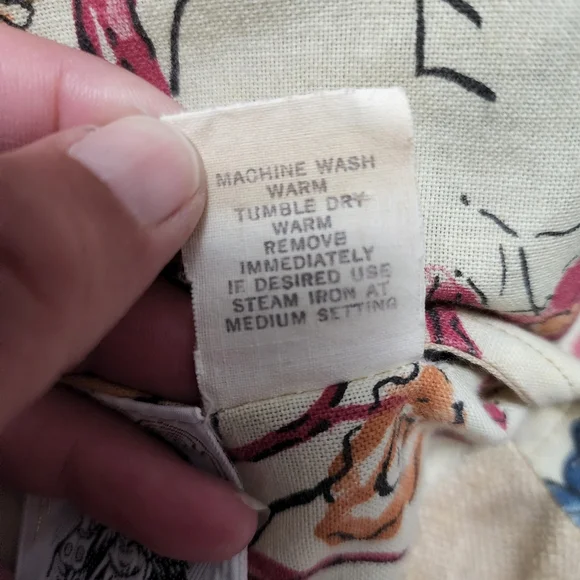 MACHINE WASH
WARM
TUMBLE DRY
WARM
REMOVE
IMMEDIATELY
IF DESIRED USE
STEAM IRON AT
MEDIUM SETTING